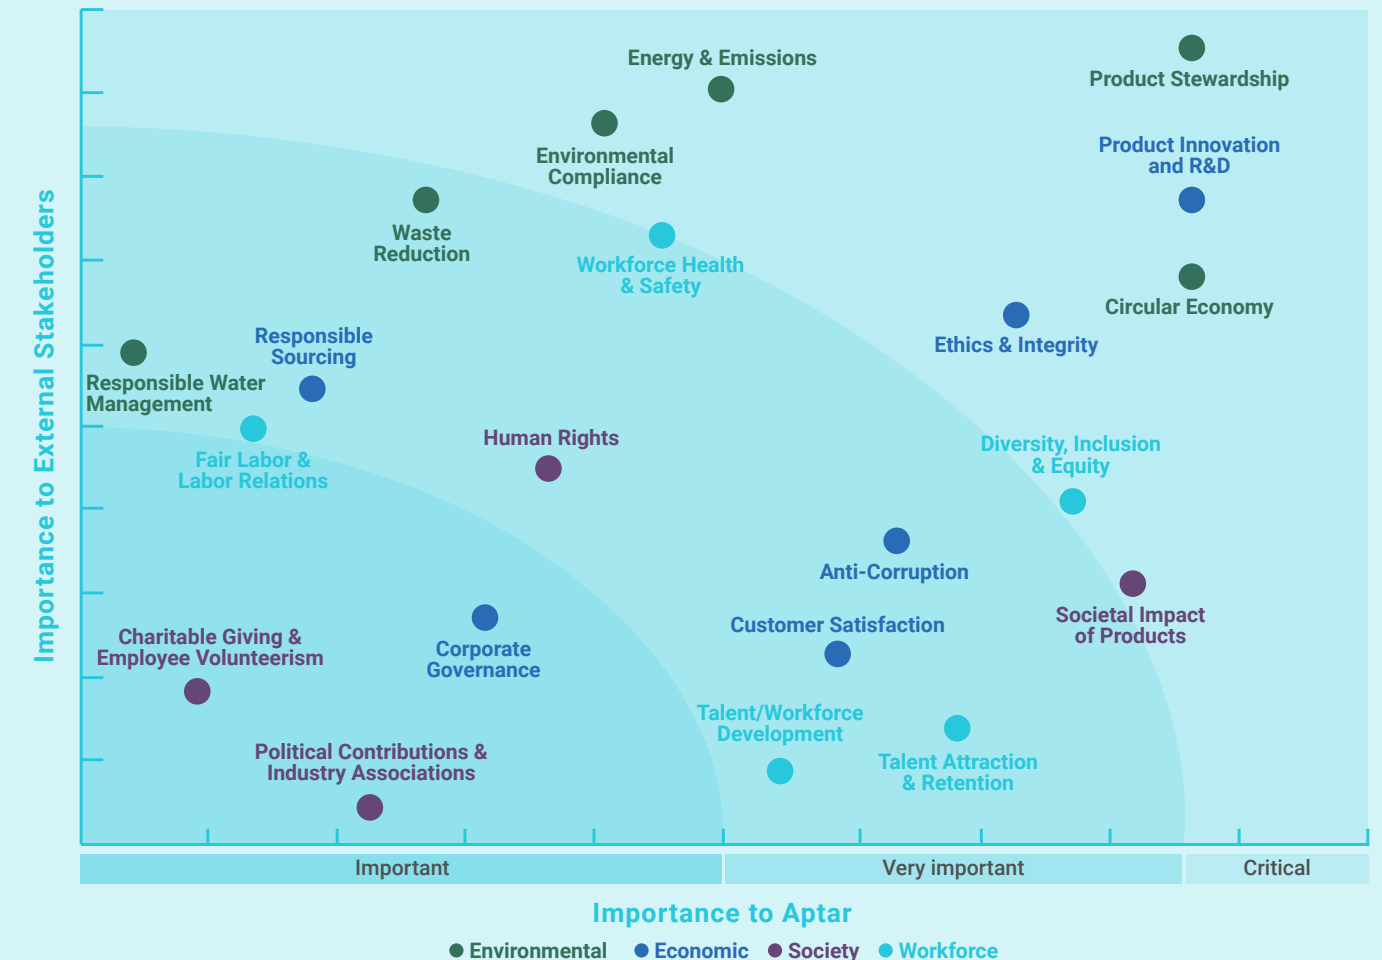 Energy & Emissions
Product Stewardship
Environmental
Compliance
Product Innovation
and R&D
Waste
Reduction
Workforce Health
& Safety
Circular Economy
Ethics & Integrity
Responsible
Sourcing
Responsible Water
Management
Fair Labor &
Labor Relations
Human Rights
Diversity, Inclusion
& Equity
Anti-Corruption
Societal Impact
of Products
Customer Satisfaction
Charitable Giving &
Employee Volunteerism
Corporate
Governance
Talent/Workforce
Development
Talent Attraction
& Retention
Political Contributions &
Industry Associations
Importance to External Stakeholders
Important
Very important
Critical
Importance to Aptar
Environmental
Economic
Society
Workforce